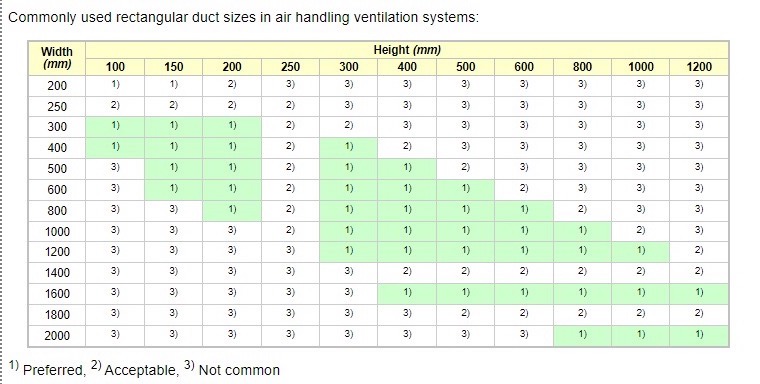 Commonly used rectangular duct sizes in air handling ventilation systems:
Width (mm) Height (mm)
100 150 200 250 300 400 500 600 800 1000 1200
200 1) 1) 2) 3) 3) 3) 3) 3) 3) 3) 3)
250 2) 2) 2) 2) 3) 3) 3) 3) 3) 3) 3)
300 1) 1) 1) 2) 2) 3) 3) 3) 3) 3) 3)
400 1) 1) 1) 2) 1) 2) 3) 3) 3) 3) 3)
500 3) 1) 1) 2) 1) 1) 2) 3) 3) 3) 3)
600 3) 1) 1) 2) 1) 1) 1) 2) 3) 3) 3)
800 3) 3) 1) 2) 1) 1) 1) 1) 2) 3) 3)
1000 3) 3) 3) 2) 1) 1) 1) 1) 1) 2) 3)
1200 3) 3) 3) 3) 1) 1) 1) 1) 1) 1) 2)
1400 3) 3) 3) 3) 3) 2) 2) 2) 2) 2) 2)
1600 3) 3) 3) 3) 3) 1) 1) 1) 1) 1) 1)
1800 3) 3) 3) 3) 3) 3) 2) 2) 2) 2) 2)
2000 3) 3) 3) 3) 3) 3) 3) 3) 1) 1) 1)
1) Preferred, 2) Acceptable, 3) Not common